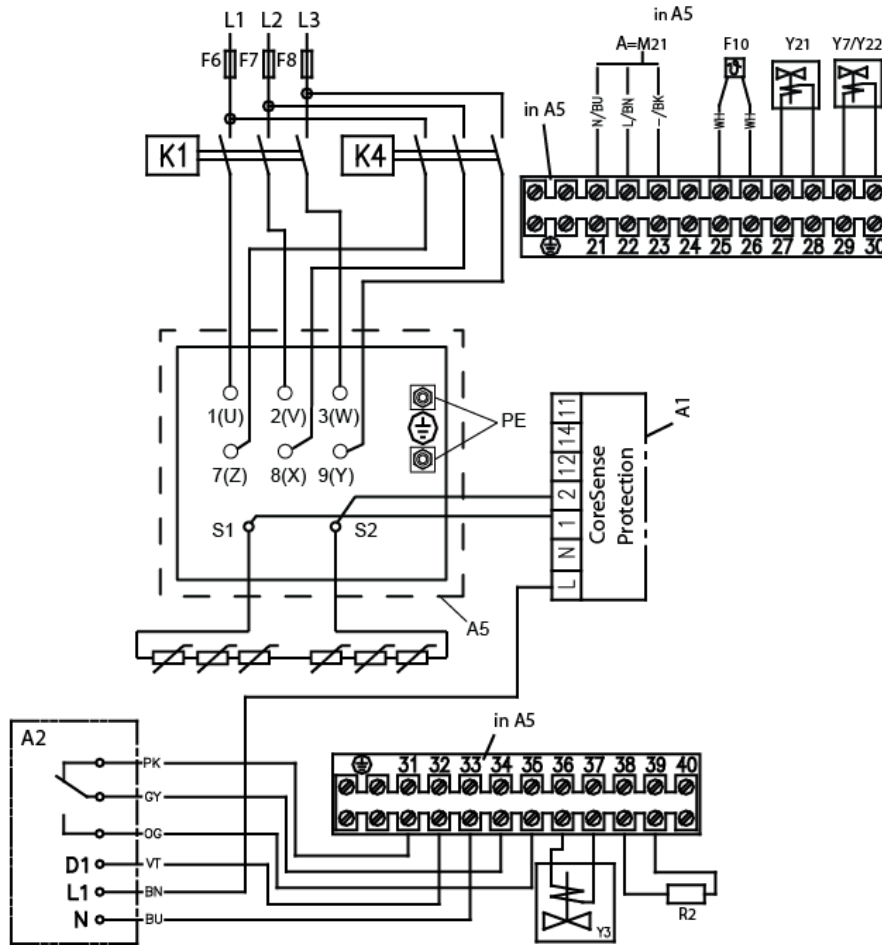 L1 L2 L3
F6 F7 F8
K1 K4
in A5
A=M21
N/BU L/BN -/BK
F10
WH WH
Y21
Y7/Y22
in A5
21 22 23 24 25 26 27 28 29 30
1(U) 2(V) 3(W)
7(Z) 8(X) 9(Y)
PE
S1 S2
A5
11
14
12
2
1
N
L
CoreSense
Protection
A1
A2
PK
GY
OG
D1 VT
L1 BN
N BU
in A5
31 32 33 34 35 36 37 38 39 40
Y3
R2